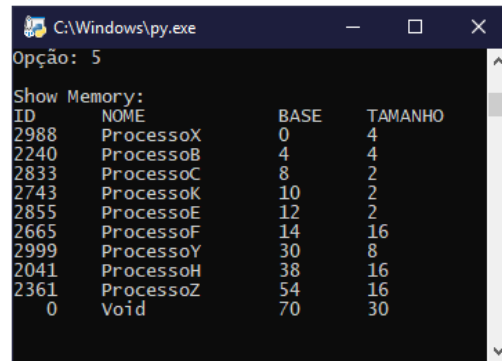 C:\Windows\py.exe
Opção: 5
Show Memory:
ID NOME BASE TAMANHO
2988 ProcessoX 0 4
2240 ProcessoB 4 4
2833 ProcessoC 8 2
2743 ProcessoK 10 2
2855 ProcessoE 12 2
2665 ProcessoF 14 16
2999 ProcessoY 30 8
2041 ProcessoH 38 16
2361 ProcessoZ 54 16
0 Void 70 30